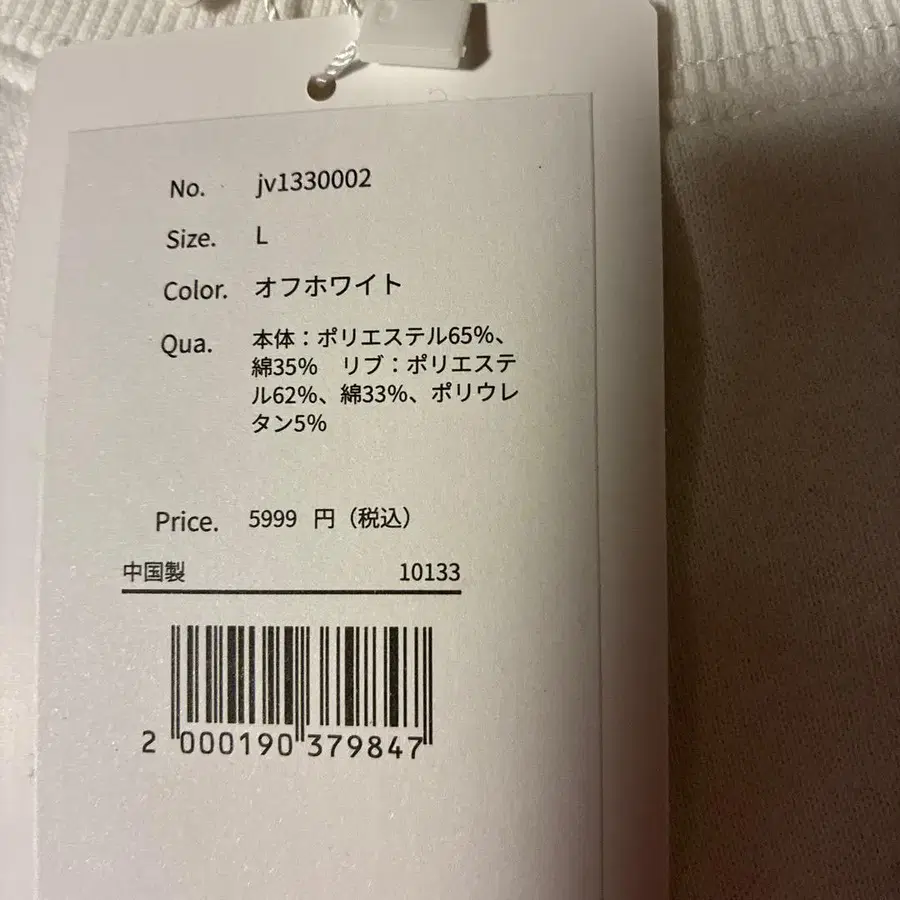 No. jv1330002
Size. L
Color. オフホワイト
Qua. 本体：ポリエステル65%、
綿35%　リブ：ポリエステ
ル62%、綿33%、ポリウレ
タン5%
Price. 5999 円（税込）
中国製 10133
2 000190 379847